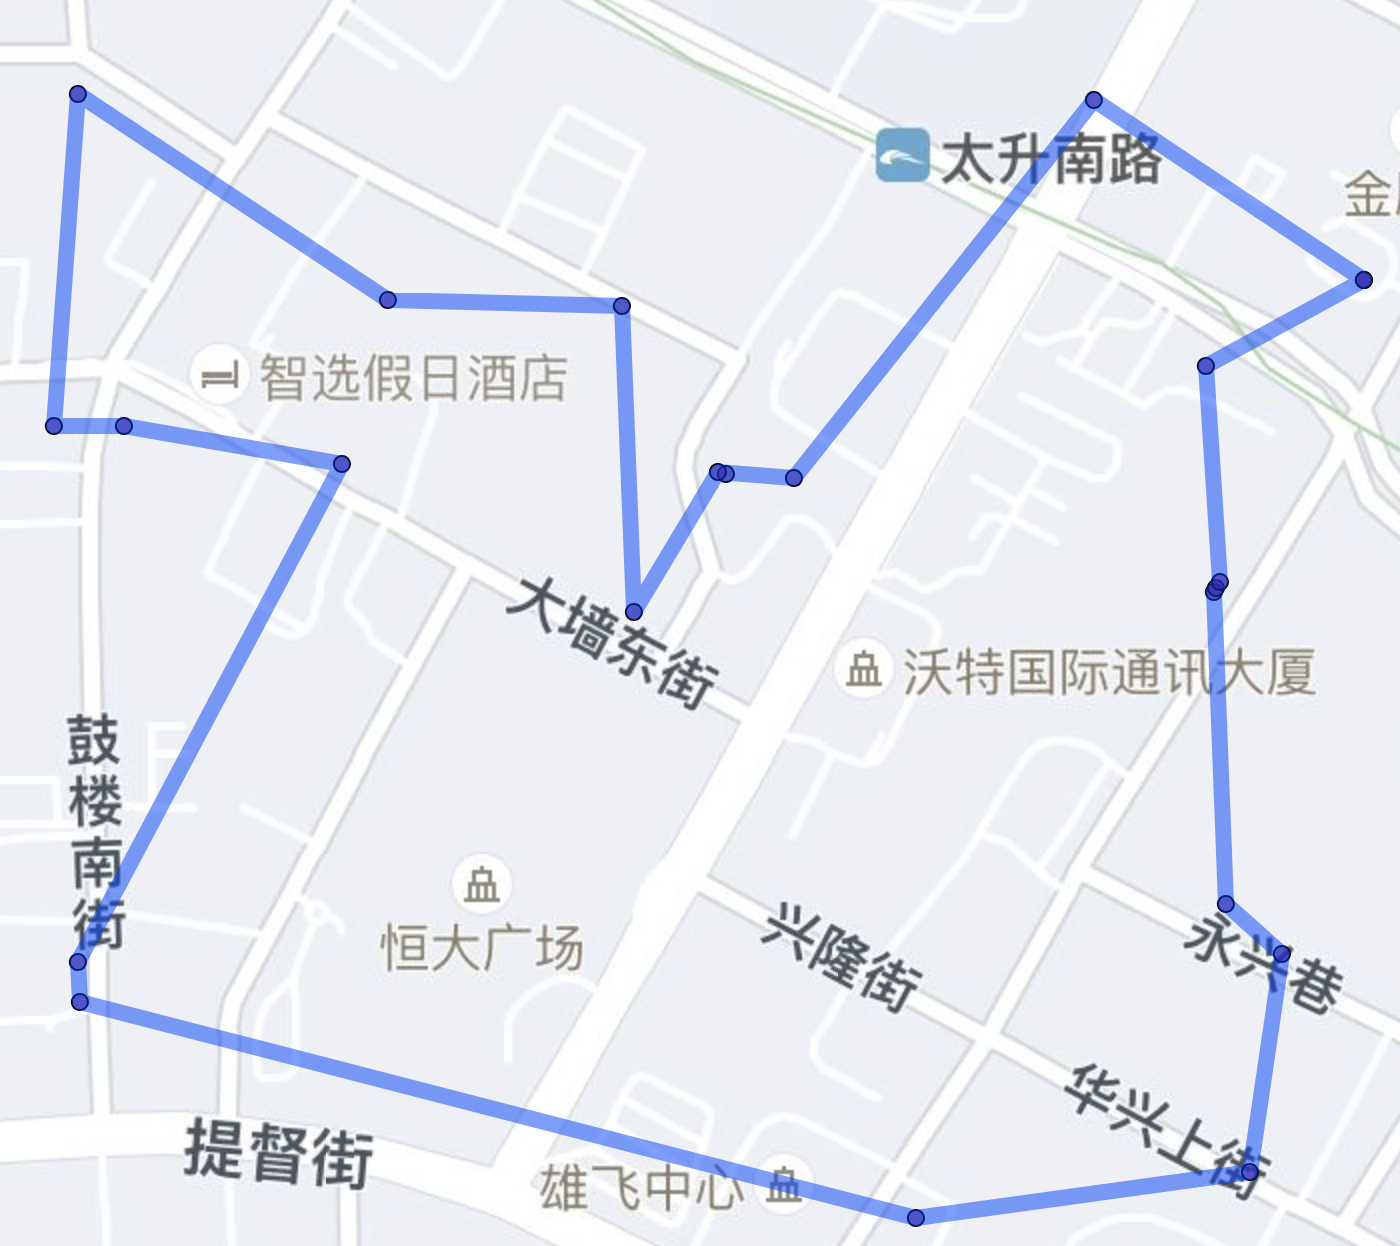 太升南路
金
智选假日酒店
大墙东街
沃特国际通讯大厦
鼓楼南街
恒大广场
兴隆街
永兴巷
华兴上街
提督街
雄飞中心